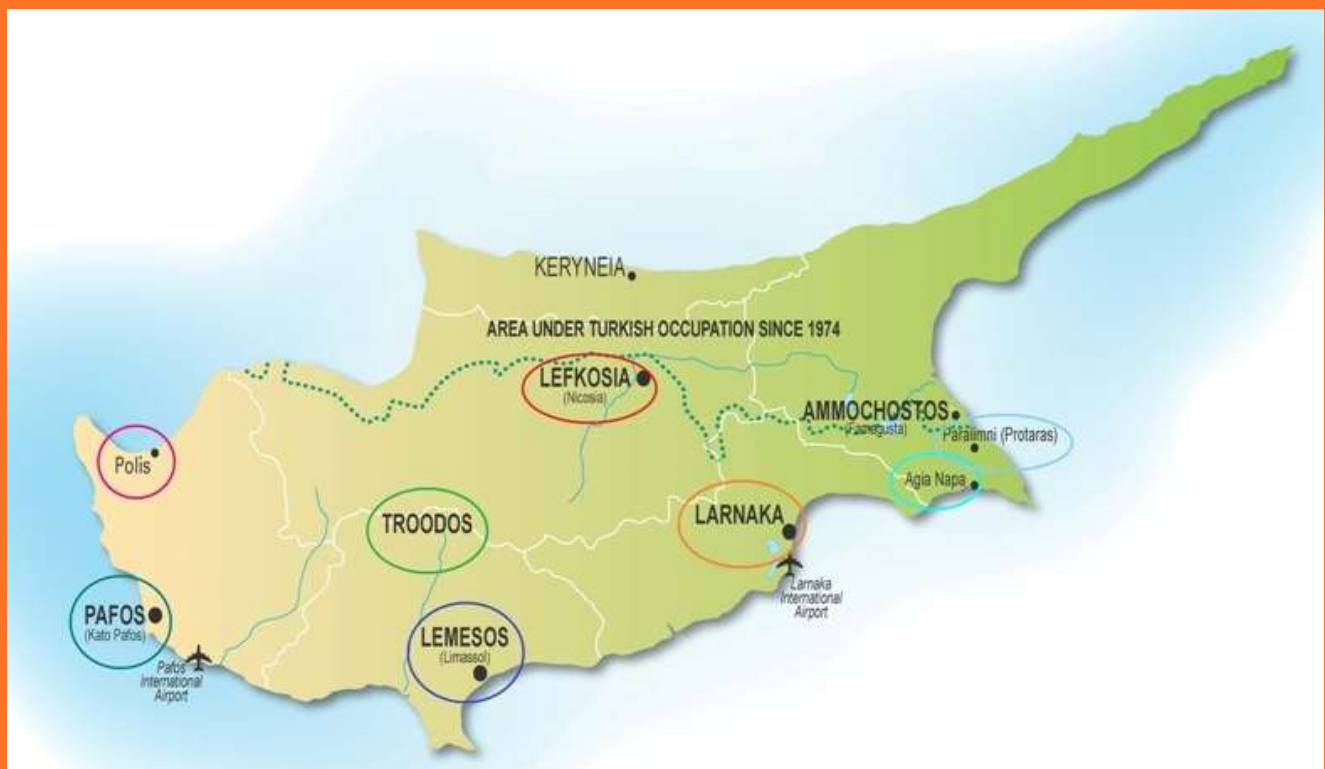 KERYNEIA
AREA UNDER TURKISH OCCUPATION SINCE 1974
LEFKOSIA
(Nicosia)
AMMOCHOSTOS
(Famagusta)
Paralimni (Protaras)
Polis
Agia Napa
TROODOS
LARNAKA
Larnaka
International
Airport
PAFOS
(Kato Pafos)
Pafos
International
Airport
LEMESOS
(Limassol)